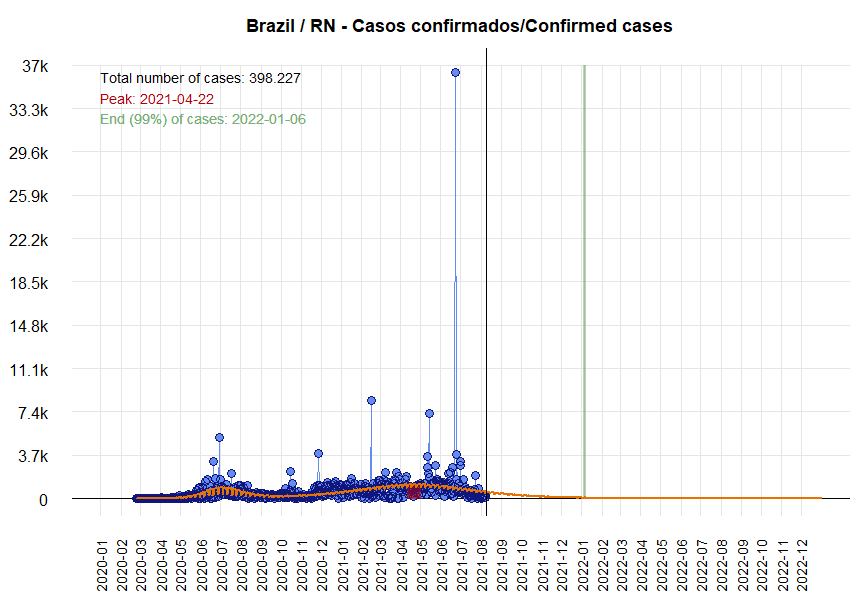 Brazil / RN - Casos confirmados/Confirmed cases
37k
Total number of cases: 398.227
Peak: 2021-04-22
33.3k
End (99%) of cases: 2022-01-06
29.6k
25.9k
22.2k
18.5k
14.8k
11.1k
7.4k
3.7k
0
2020-01
2020-02
2020-03
2020-04
2020-05
2020-06
2020-07
2020-08
2020-09
2020-10
2020-11
2020-12
2021-01
2021-02
2021-03
2021-04
2021-05
2021-06
2021-07
2021-08
2021-09
2021-10
2021-11
2021-12
2022-01
2022-02
2022-03
2022-04
2022-05
2022-06
2022-07
2022-08
2022-09
2022-10
2022-11
2022-12